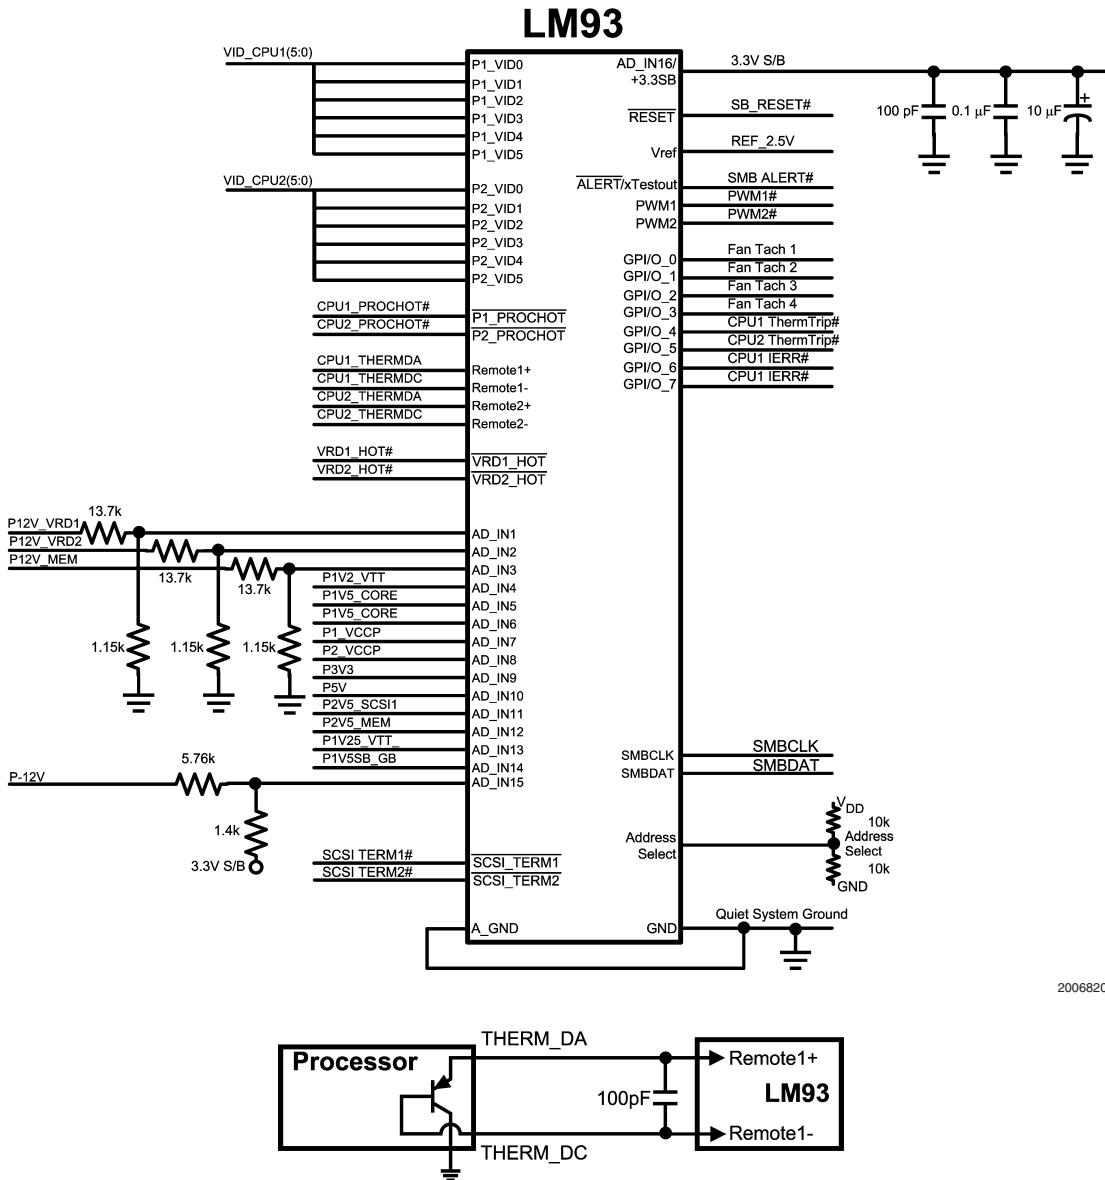 LM93
VID_CPU1(5:0)
P1_VID0
P1_VID1
P1_VID2
P1_VID3
P1_VID4
P1_VID5
VID_CPU2(5:0)
P2_VID0
P2_VID1
P2_VID2
P2_VID3
P2_VID4
P2_VID5
CPU1_PROCHOT# P1_PROCHOT
CPU2_PROCHOT# P2_PROCHOT
CPU1_THERMDA Remote1+
CPU1_THERMDC Remote1-
CPU2_THERMDA Remote2+
CPU2_THERMDC Remote2-
VRD1_HOT# VRD1_HOT
VRD2_HOT# VRD2_HOT
13.7k
P12V_VRD1 AD_IN1
P12V_VRD2 AD_IN2
P12V_MEM AD_IN3
13.7k
13.7k
P1V2_VTT AD_IN4
P1V5_CORE AD_IN5
P1V5_CORE AD_IN6
P1_VCCP AD_IN7
P2_VCCP AD_IN8
P3V3 AD_IN9
P5V AD_IN10
P2V5_SCSI1 AD_IN11
P2V5_MEM AD_IN12
P1V25_VTT_ AD_IN13
P1V5SB_GB AD_IN14
1.15k
1.15k
1.15k
5.76k
P-12V AD_IN15
1.4k
3.3V S/B
SCSI TERM1# SCSI_TERM1
SCSI TERM2# SCSI_TERM2
A_GND
AD_IN16/
+3.3SB
3.3V S/B
100 pF
0.1 µF
10 µF
+
RESET SB_RESET#
Vref REF_2.5V
ALERT/xTestout SMB ALERT#
PWM1 PWM1#
PWM2 PWM2#
GPI/O_0 Fan Tach 1
GPI/O_1 Fan Tach 2
GPI/O_2 Fan Tach 3
GPI/O_3 Fan Tach 4
GPI/O_4 CPU1 ThermTrip#
GPI/O_5 CPU2 ThermTrip#
GPI/O_6 CPU1 IERR#
GPI/O_7 CPU1 IERR#
SMBCLK SMBCLK
SMBDAT SMBDAT
VDD
10k
Address
Select
Address
Select
10k
GND
Quiet System Ground
GND
2006820
Processor
THERM_DA
Remote1+
100pF
LM93
Remote1-
THERM_DC